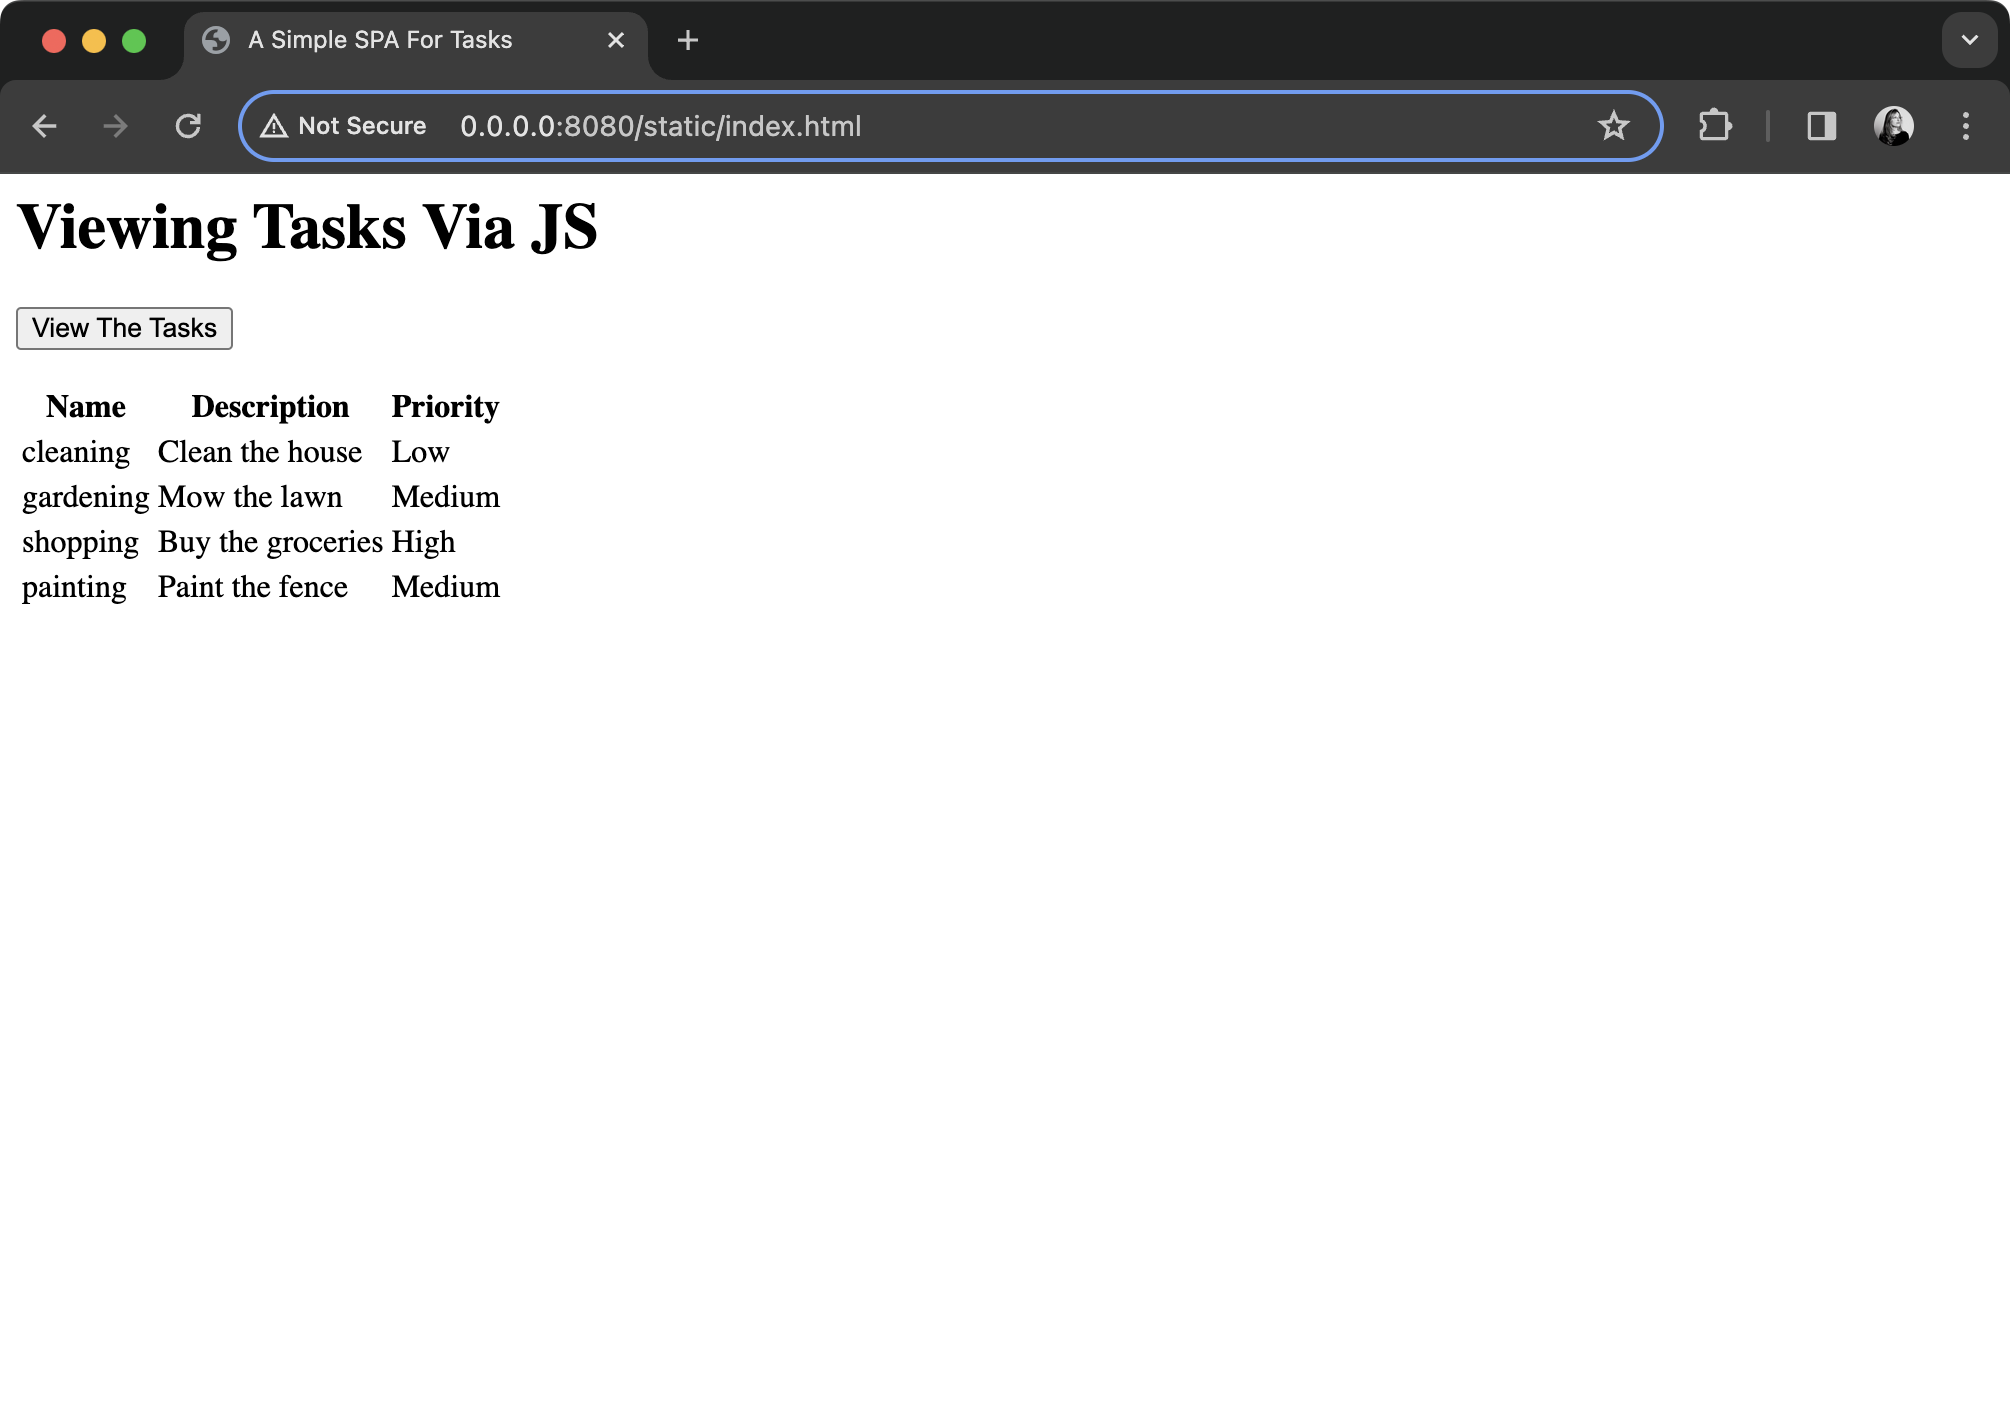 A Simple SPA For Tasks
Not Secure 0.0.0.0:8080/static/index.html
Viewing Tasks Via JS
View The Tasks
Name Description Priority
cleaning Clean the house Low
gardening Mow the lawn Medium
shopping Buy the groceries High
painting Paint the fence Medium